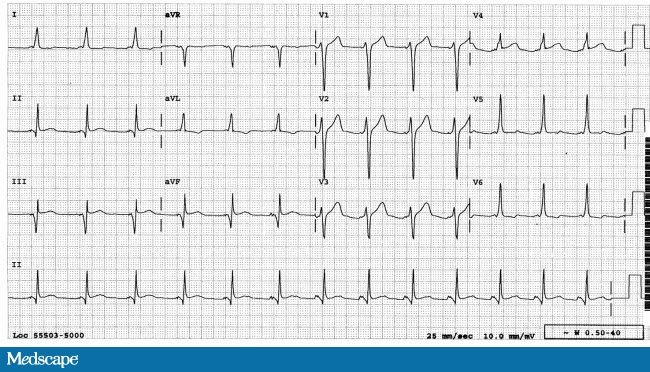 I aVR V1 V4
II aVL V2 V5
III aVF V3 V6
II
Loc 55503-5000 25 mm/sec 10.0 mm/mV ~ W 0.50-40
Medscape